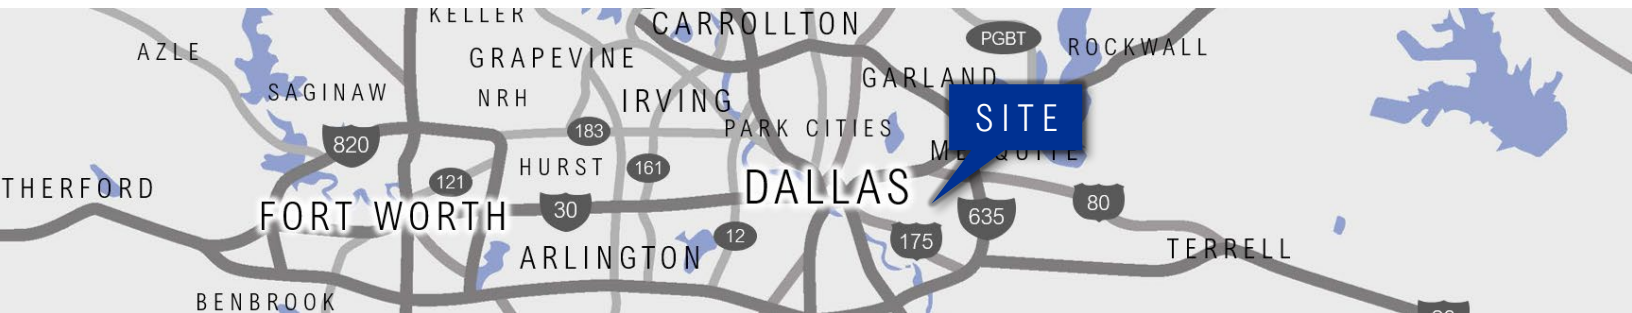 KELLER
CARROLLTON
PGBT
ROCKWALL
AZLE
GRAPEVINE
GARLAND
SAGINAW
NRH
IRVING
SITE
PARK CITIES
183
820
HURST
161
121
THERFORD
DALLAS
FORT WORTH
30
80
635
12
175
ARLINGTON
TERRELL
BENBROOK